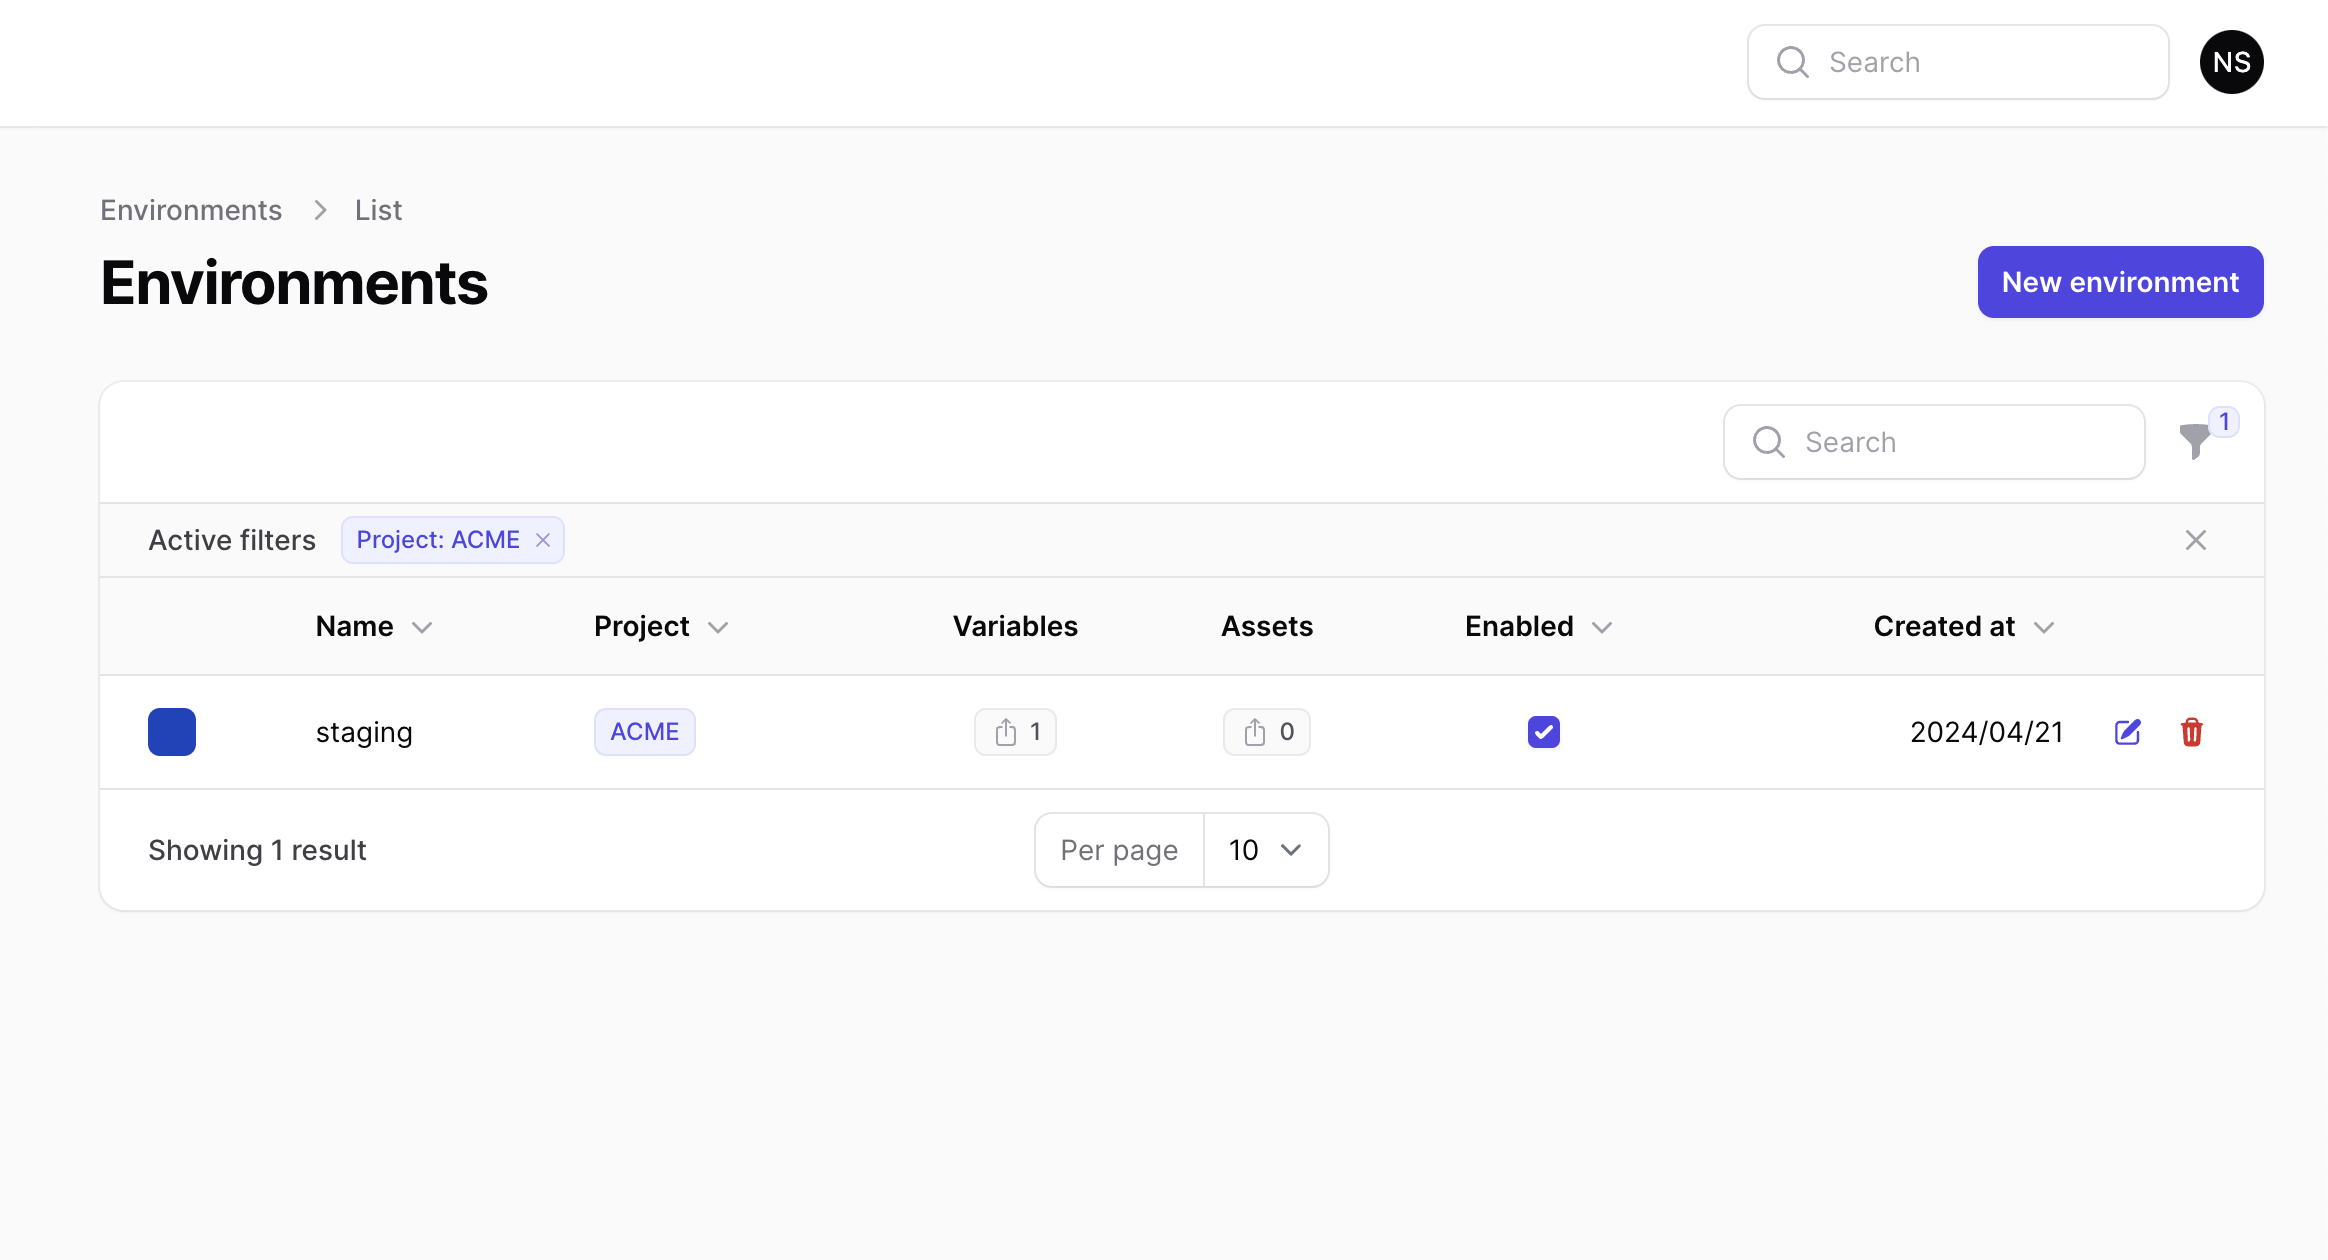 Search
NS
Environments
List
Environments
New environment
Search
1
Active filters
Project: ACME
Name
Project
Variables
Assets
Enabled
Created at
staging
ACME
1
0
2024/04/21
Showing 1 result
Per page
10